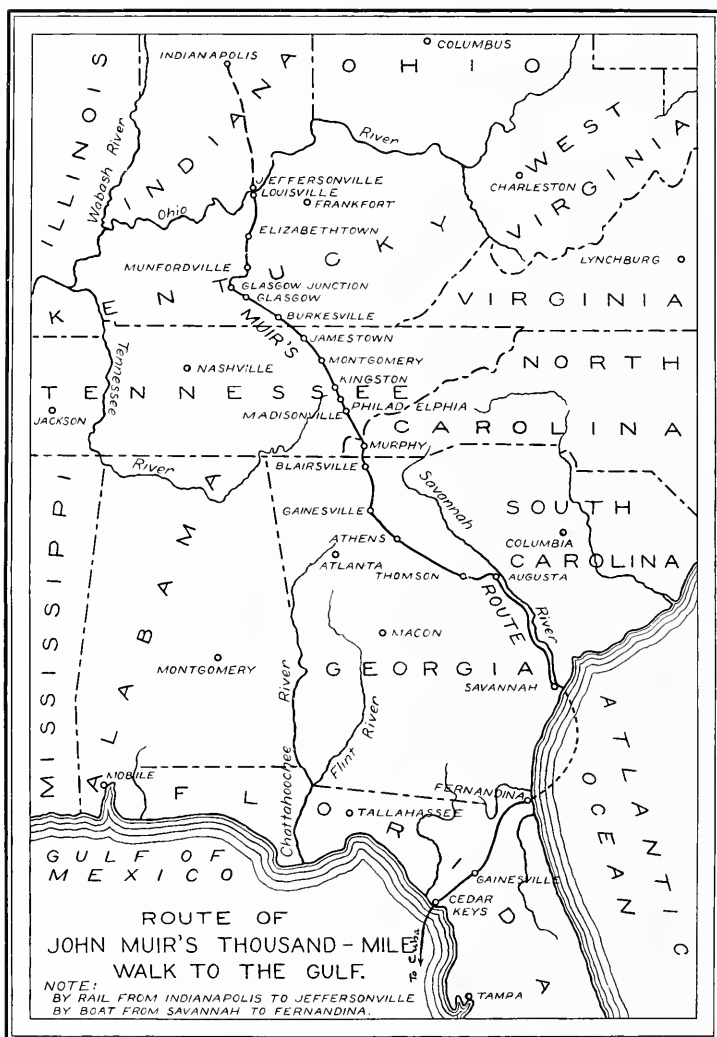 COLUMBUS
INDIANAPOLIS
OHIO
ILLINOIS
INDIANA
Wabash River
River
WEST VIRGINIA
CHARLESTON
JEFFERSONVILLE
LOUISVILLE
FRANKFORT
Ohio
ELIZABETHTOWN
LYNCHBURG
MUNFORDVILLE
KENTUCKY
GLASGOW JUNCTION
GLASGOW
VIRGINIA
BURKESVILLE
MUIR'S
JAMESTOWN
Tennessee
MONTGOMERY
NORTH
NASHVILLE
KINGSTON
TENNESSEE
PHILADELPHIA
JACKSON
MADISONVILLE
CAROLINA
MURPHY
River
BLAIRSVILLE
Savannah
MISSISSIPPI
ALABAMA
SOUTH
GAINESVILLE
COLUMBIA
ATHENS
CAROLINA
ATLANTA
THOMSON
AUGUSTA
ROUTE
River
MACON
MONTGOMERY
GEORGIA
SAVANNAH
Chattahoochee River
Flint River
ATLANTIC OCEAN
MOBILE
FERNANDINA
FLORIDA
TALLAHASSEE
GULF OF
MEXICO
GAINESVILLE
CEDAR
KEYS
To Cuba
TAMPA
ROUTE OF
JOHN MUIR'S THOUSAND-MILE
WALK TO THE GULF.
NOTE:
BY RAIL FROM INDIANAPOLIS TO JEFFERSONVILLE
BY BOAT FROM SAVANNAH TO FERNANDINA.